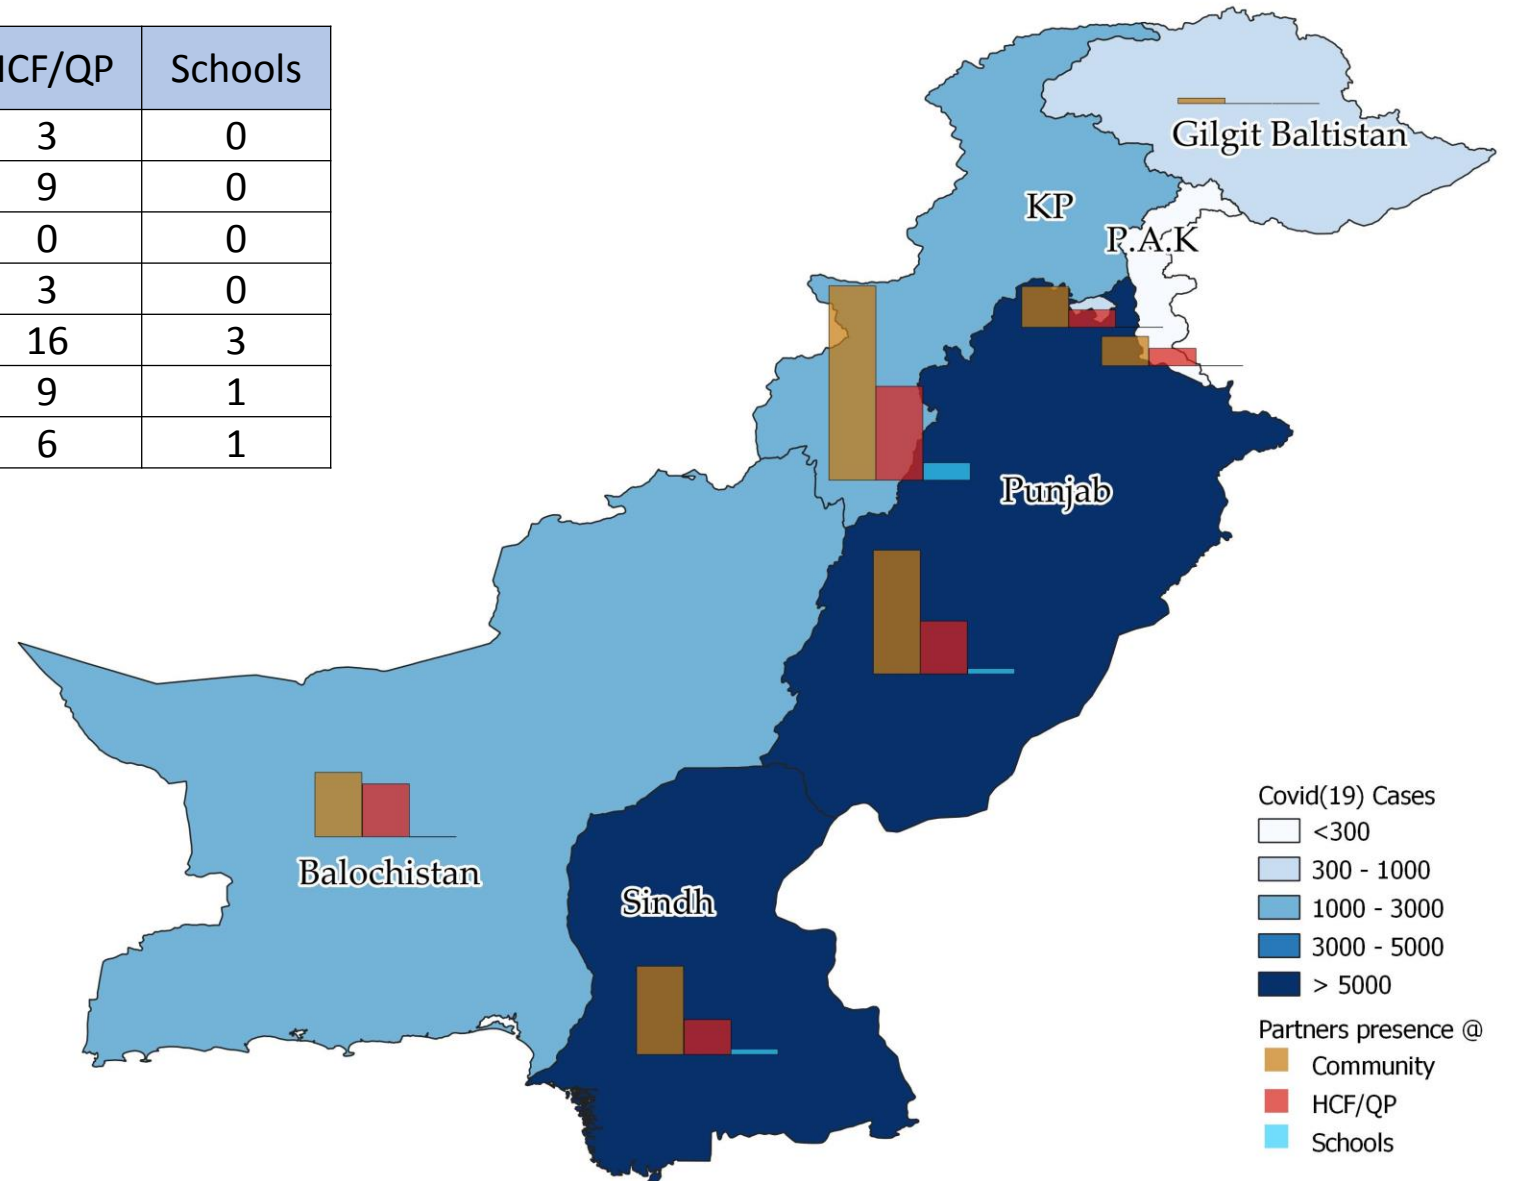 CF/QP Schools
3 0
9 0
0 0
3 0
16 3
9 1
6 1
Gilgit Baltistan
KP
P.A.K
Punjab
Balochistan
Sindh
Covid(19) Cases
<300
300 - 1000
1000 - 3000
3000 - 5000
> 5000
Partners presence @
Community
HCF/QP
Schools